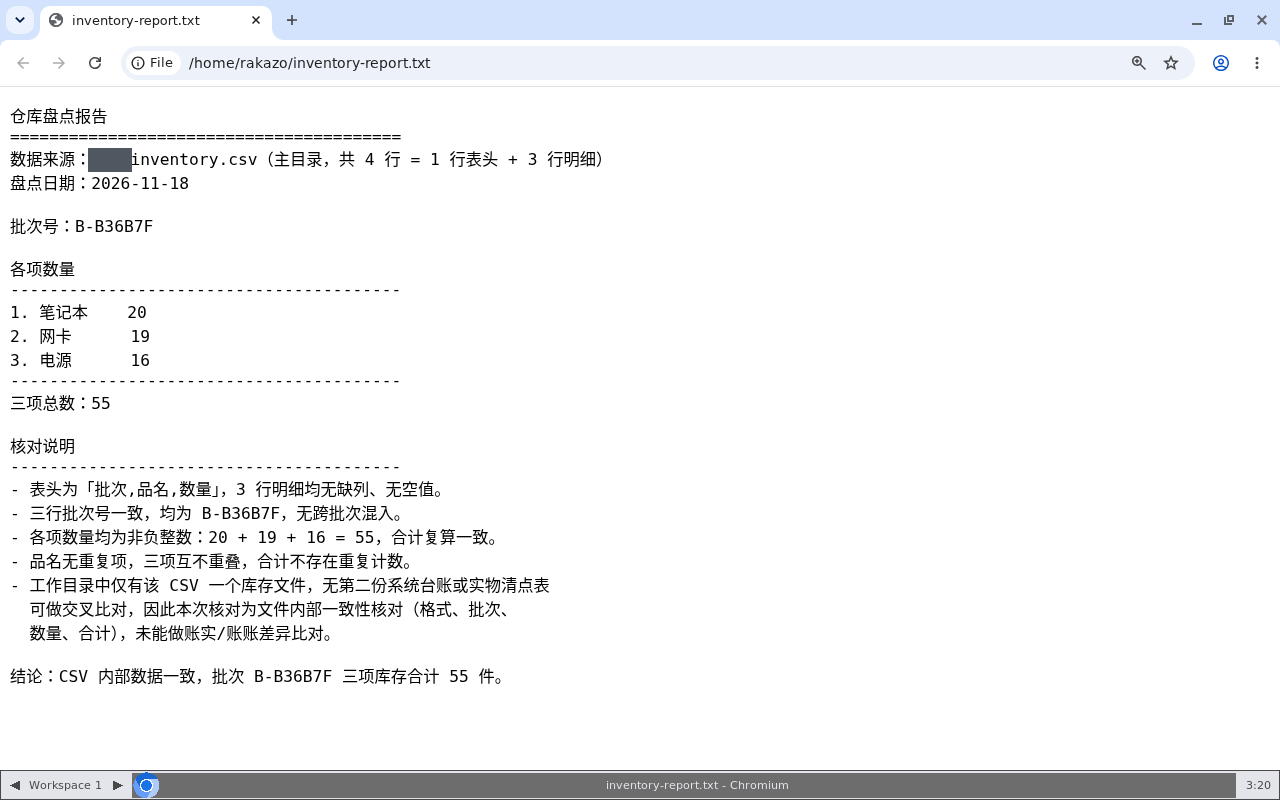 inventory-report.txt
File
/home/rakazo/inventory-report.txt
仓库盘点报告
========================================
数据来源：inventory.csv（主目录，共 4 行 = 1 行表头 + 3 行明细）
盘点日期：2026-11-18
批次号：B-B36B7F
各项数量
----------------------------------------
1. 笔记本    20
2. 网卡      19
3. 电源      16
----------------------------------------
三项总数：55
核对说明
----------------------------------------
- 表头为「批次,品名,数量」，3 行明细均无缺列、无空值。
- 三行批次号一致，均为 B-B36B7F，无跨批次混入。
- 各项数量均为非负整数：20 + 19 + 16 = 55，合计复算一致。
- 品名无重复项，三项互不重叠，合计不存在重复计数。
- 工作目录中仅有该 CSV 一个库存文件，无第二份系统台账或实物清点表
  可做交叉比对，因此本次核对为文件内部一致性核对（格式、批次、
  数量、合计），未能做账实/账账差异比对。
结论：CSV 内部数据一致，批次 B-B36B7F 三项库存合计 55 件。
Workspace 1
inventory-report.txt - Chromium
3:20